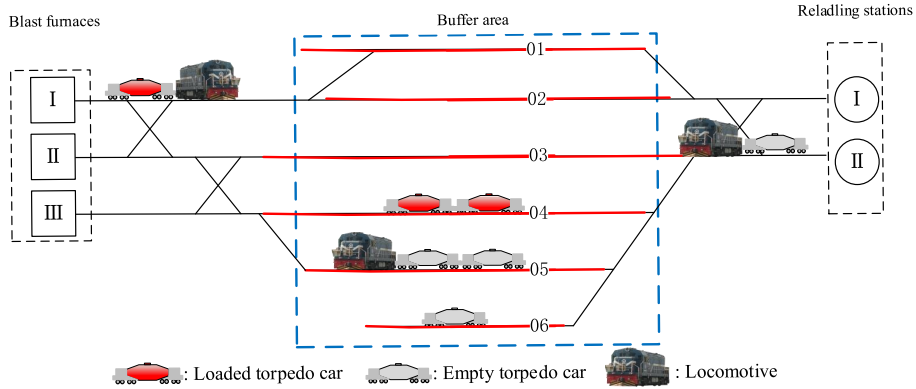 Blast furnaces
Buffer area
Reladling stations
01
I
02
I
II
03
II
III
04
05
06
: Loaded torpedo car
: Empty torpedo car
: Locomotive